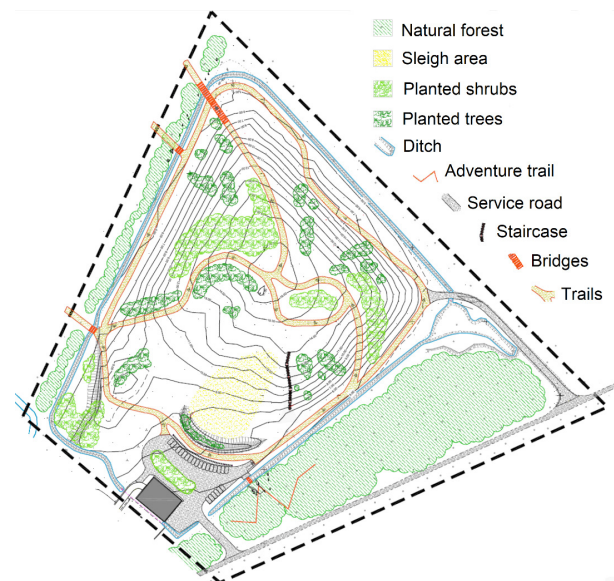 Natural forest
Sleigh area
Planted shrubs
Planted trees
Ditch
Adventure trail
Service road
Staircase
Bridges
Trails